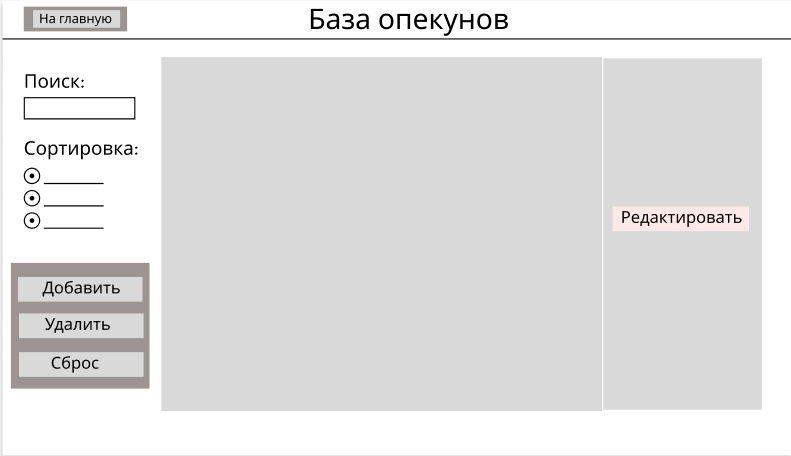 На главную
База опекунов
Поиск:
Сортировка:
Добавить
Удалить
Сброс
Редактировать